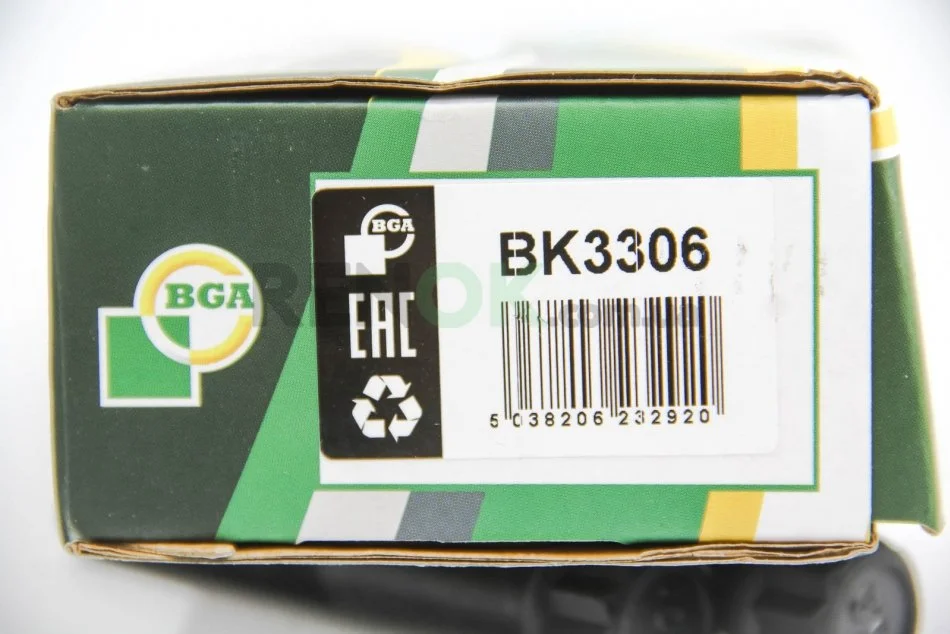 BGA
BGA
EAC
BK3306
5 038206 232920
RENOK.com.ua